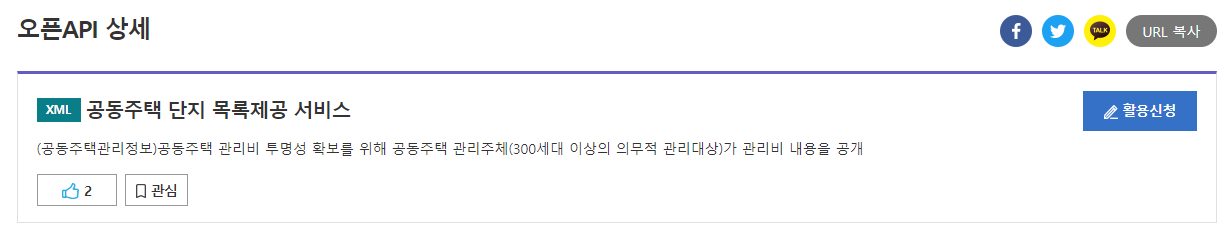 오픈API 상세
TALK
URL 복사
XML 공동주택 단지 목록제공 서비스
활용신청
(공동주택관리정보)공동주택 관리비 투명성 확보를 위해 공동주택 관리주체(300세대 이상의 의무적 관리대상)가 관리비 내용을 공개
2 관심